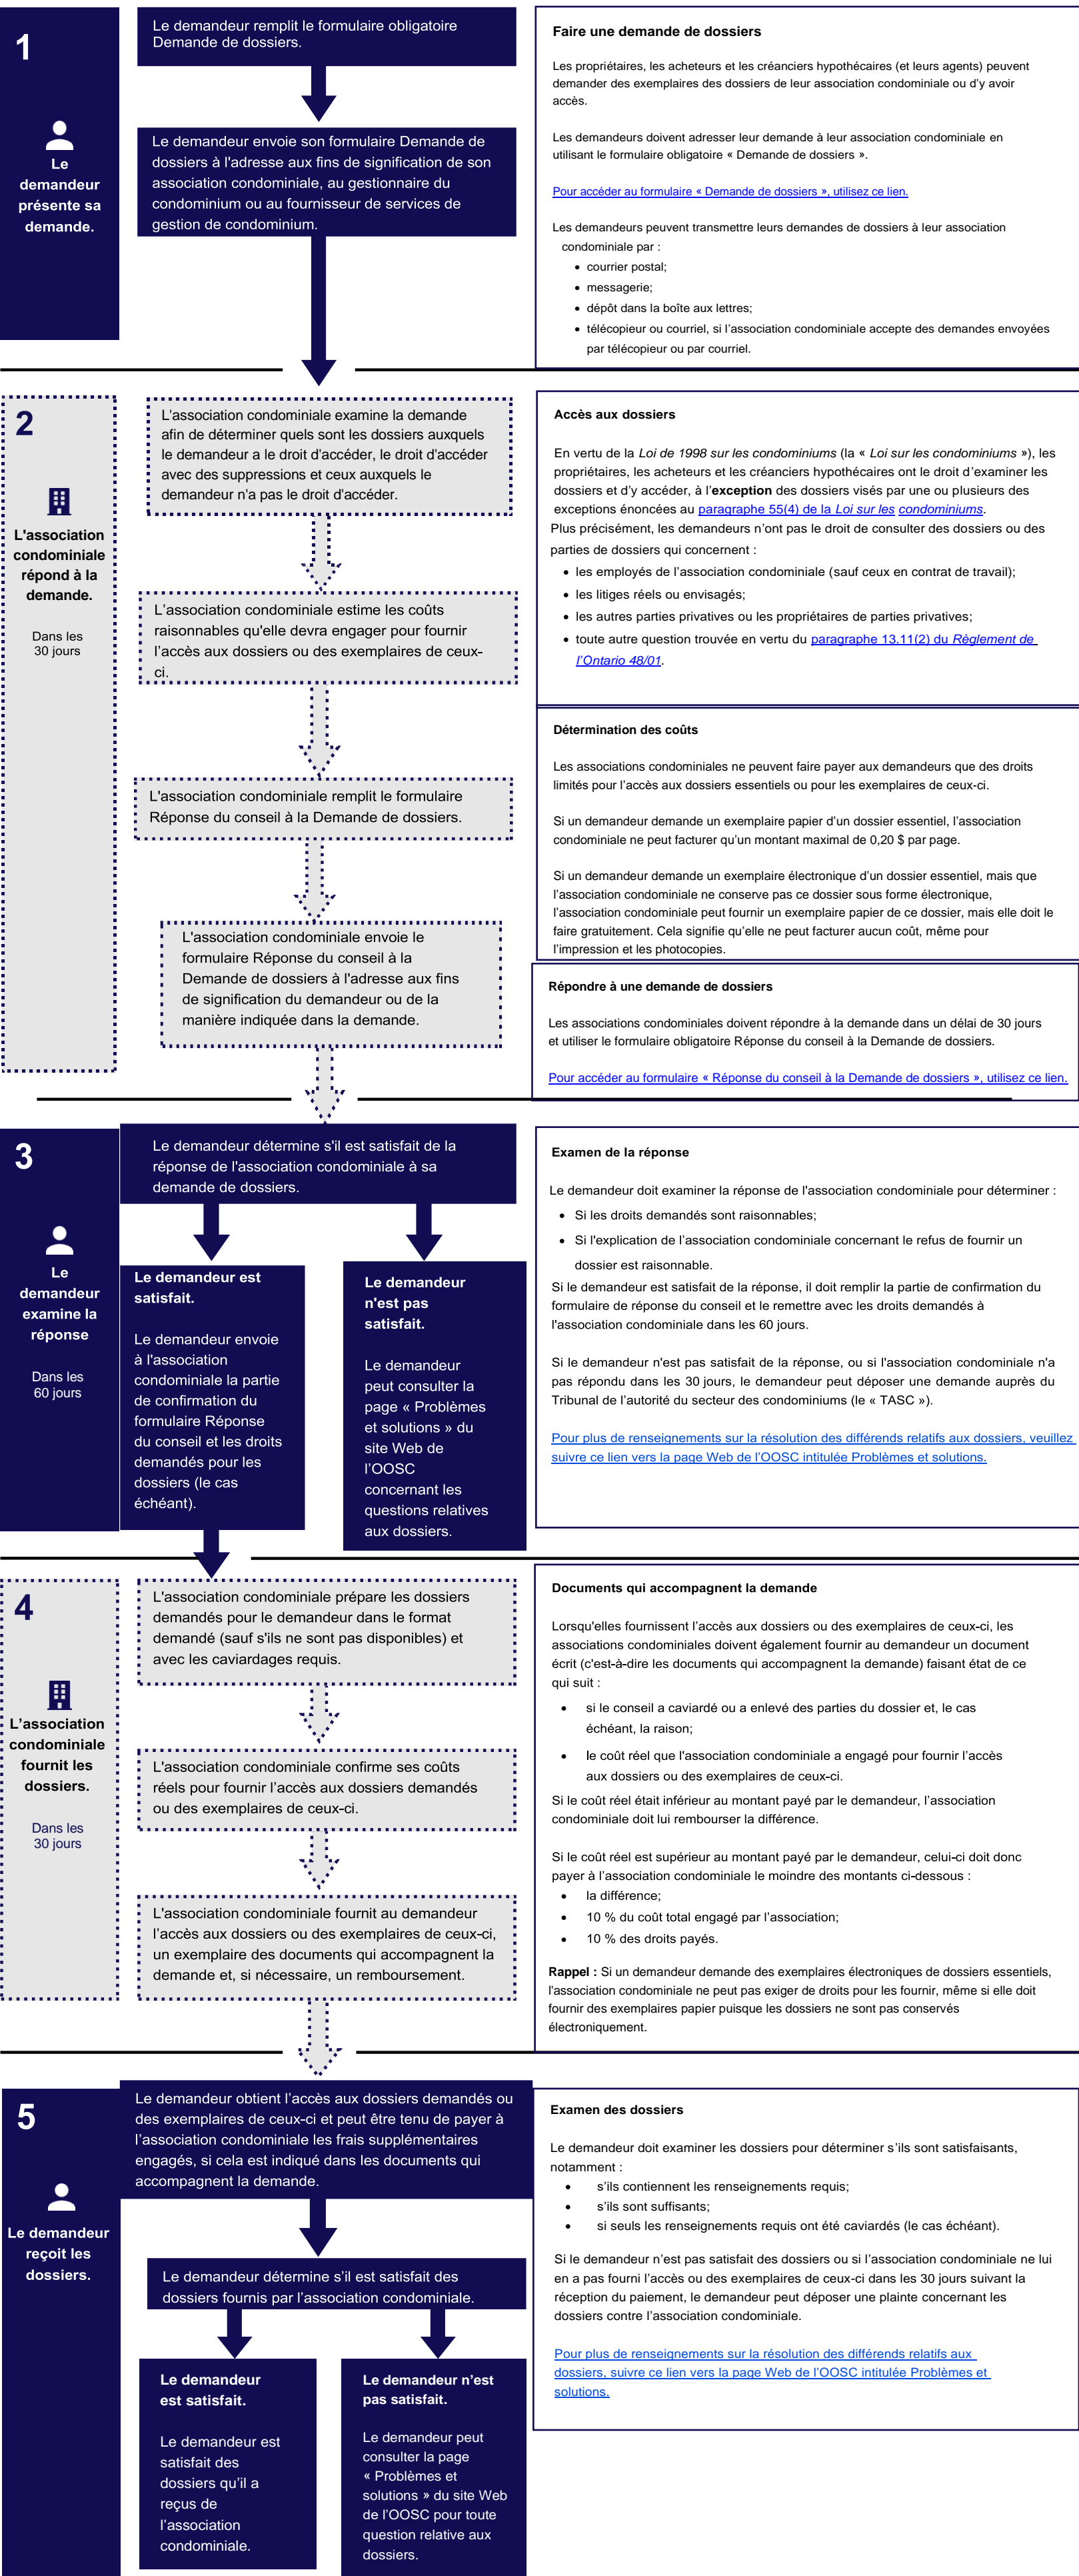 1
Le
demandeur
présente sa
demande.
Le demandeur remplit le formulaire obligatoire
Demande de dossiers.
Le demandeur envoie son formulaire Demande de
dossiers à l'adresse aux fins de signification de son
association condominiale, au gestionnaire du
condominium ou au fournisseur de services de
gestion de condominium.
Faire une demande de dossiers
Les propriétaires, les acheteurs et les créanciers hypothécaires (et leurs agents) peuvent
demander des exemplaires des dossiers de leur association condominiale ou d’y avoir
accès.
Les demandeurs doivent adresser leur demande à leur association condominiale en
utilisant le formulaire obligatoire « Demande de dossiers ».
Pour accéder au formulaire « Demande de dossiers », utilisez ce lien.
Les demandeurs peuvent transmettre leurs demandes de dossiers à leur association
condominiale par :
• courrier postal;
• messagerie;
• dépôt dans la boîte aux lettres;
• télécopieur ou courriel, si l’association condominiale accepte des demandes envoyées
par télécopieur ou par courriel.
2
L'association
condominiale
répond à la
demande.
Dans les
30 jours
L'association condominiale examine la demande
afin de déterminer quels sont les dossiers auxquels
le demandeur a le droit d'accéder, le droit d'accéder
avec des suppressions et ceux auxquels le
demandeur n'a pas le droit d'accéder.
L’association condominiale estime les coûts
raisonnables qu'elle devra engager pour fournir
l’accès aux dossiers ou des exemplaires de ceux-
ci.
L'association condominiale remplit le formulaire
Réponse du conseil à la Demande de dossiers.
L'association condominiale envoie le
formulaire Réponse du conseil à la
Demande de dossiers à l'adresse aux fins
de signification du demandeur ou de la
manière indiquée dans la demande.
Accès aux dossiers
En vertu de la Loi de 1998 sur les condominiums (la « Loi sur les condominiums »), les
propriétaires, les acheteurs et les créanciers hypothécaires ont le droit d’examiner les
dossiers et d’y accéder, à l’exception des dossiers visés par une ou plusieurs des
exceptions énoncées au paragraphe 55(4) de la Loi sur les condominiums.
Plus précisément, les demandeurs n’ont pas le droit de consulter des dossiers ou des
parties de dossiers qui concernent :
• les employés de l’association condominiale (sauf ceux en contrat de travail);
• les litiges réels ou envisagés;
• les autres parties privatives ou les propriétaires de parties privatives;
• toute autre question trouvée en vertu du paragraphe 13.11(2) du Règlement de
l’Ontario 48/01.
Détermination des coûts
Les associations condominiales ne peuvent faire payer aux demandeurs que des droits
limités pour l’accès aux dossiers essentiels ou pour les exemplaires de ceux-ci.
Si un demandeur demande un exemplaire papier d’un dossier essentiel, l’association
condominiale ne peut facturer qu’un montant maximal de 0,20 $ par page.
Si un demandeur demande un exemplaire électronique d’un dossier essentiel, mais que
l’association condominiale ne conserve pas ce dossier sous forme électronique,
l’association condominiale peut fournir un exemplaire papier de ce dossier, mais elle doit le
faire gratuitement. Cela signifie qu’elle ne peut facturer aucun coût, même pour
l’impression et les photocopies.
Répondre à une demande de dossiers
Les associations condominiales doivent répondre à la demande dans un délai de 30 jours
et utiliser le formulaire obligatoire Réponse du conseil à la Demande de dossiers.
Pour accéder au formulaire « Réponse du conseil à la Demande de dossiers », utilisez ce lien.
3
Le
demandeur
examine la
réponse
Dans les
60 jours
Le demandeur détermine s'il est satisfait de la
réponse de l'association condominiale à sa
demande de dossiers.
Le demandeur est
satisfait.
Le demandeur envoie
à l'association
condominiale la partie
de confirmation du
formulaire Réponse
du conseil et les droits
demandés pour les
dossiers (le cas
échéant).
Le demandeur
n'est pas
satisfait.
Le demandeur
peut consulter la
page « Problèmes
et solutions » du
site Web de
l’OOSC
concernant les
questions relatives
aux dossiers.
Examen de la réponse
Le demandeur doit examiner la réponse de l'association condominiale pour déterminer :
• Si les droits demandés sont raisonnables;
• Si l'explication de l’association condominiale concernant le refus de fournir un
dossier est raisonnable.
Si le demandeur est satisfait de la réponse, il doit remplir la partie de confirmation du
formulaire de réponse du conseil et le remettre avec les droits demandés à
l'association condominiale dans les 60 jours.
Si le demandeur n'est pas satisfait de la réponse, ou si l'association condominiale n'a
pas répondu dans les 30 jours, le demandeur peut déposer une demande auprès du
Tribunal de l’autorité du secteur des condominiums (le « TASC »).
Pour plus de renseignements sur la résolution des différends relatifs aux dossiers, veuillez
suivre ce lien vers la page Web de l’OOSC intitulée Problèmes et solutions.
4
L’association
condominiale
fournit les
dossiers.
Dans les
30 jours
L'association condominiale prépare les dossiers
demandés pour le demandeur dans le format
demandé (sauf s'ils ne sont pas disponibles) et
avec les caviardages requis.
L'association condominiale confirme ses coûts
réels pour fournir l’accès aux dossiers demandés
ou des exemplaires de ceux-ci.
L'association condominiale fournit au demandeur
l’accès aux dossiers ou des exemplaires de ceux-ci,
un exemplaire des documents qui accompagnent la
demande et, si nécessaire, un remboursement.
Documents qui accompagnent la demande
Lorsqu'elles fournissent l’accès aux dossiers ou des exemplaires de ceux-ci, les
associations condominiales doivent également fournir au demandeur un document
écrit (c'est-à-dire les documents qui accompagnent la demande) faisant état de ce
qui suit :
• si le conseil a caviardé ou a enlevé des parties du dossier et, le cas
échéant, la raison;
• le coût réel que l'association condominiale a engagé pour fournir l’accès
aux dossiers ou des exemplaires de ceux-ci.
Si le coût réel était inférieur au montant payé par le demandeur, l’association
condominiale doit lui rembourser la différence.
Si le coût réel est supérieur au montant payé par le demandeur, celui-ci doit donc
payer à l’association condominiale le moindre des montants ci-dessous :
• la différence;
• 10 % du coût total engagé par l’association;
• 10 % des droits payés.
Rappel : Si un demandeur demande des exemplaires électroniques de dossiers essentiels,
l'association condominiale ne peut pas exiger de droits pour les fournir, même si elle doit
fournir des exemplaires papier puisque les dossiers ne sont pas conservés
électroniquement.
5
Le demandeur
reçoit les
dossiers.
Le demandeur obtient l’accès aux dossiers demandés ou
des exemplaires de ceux-ci et peut être tenu de payer à
l’association condominiale les frais supplémentaires
engagés, si cela est indiqué dans les documents qui
accompagnent la demande.
Le demandeur détermine s’il est satisfait des
dossiers fournis par l’association condominiale.
Le demandeur
est satisfait.
Le demandeur est
satisfait des
dossiers qu’il a
reçus de
l’association
condominiale.
Le demandeur n’est
pas satisfait.
Le demandeur peut
consulter la page
« Problèmes et
solutions » du site Web
de l’OOSC pour toute
question relative aux
dossiers.
Examen des dossiers
Le demandeur doit examiner les dossiers pour déterminer s’ils sont satisfaisants,
notamment :
• s’ils contiennent les renseignements requis;
• s’ils sont suffisants;
• si seuls les renseignements requis ont été caviardés (le cas échéant).
Si le demandeur n’est pas satisfait des dossiers ou si l’association condominiale ne lui
en a pas fourni l’accès ou des exemplaires de ceux-ci dans les 30 jours suivant la
réception du paiement, le demandeur peut déposer une plainte concernant les
dossiers contre l’association condominiale.
Pour plus de renseignements sur la résolution des différends relatifs aux
dossiers, suivre ce lien vers la page Web de l’OOSC intitulée Problèmes et
solutions.